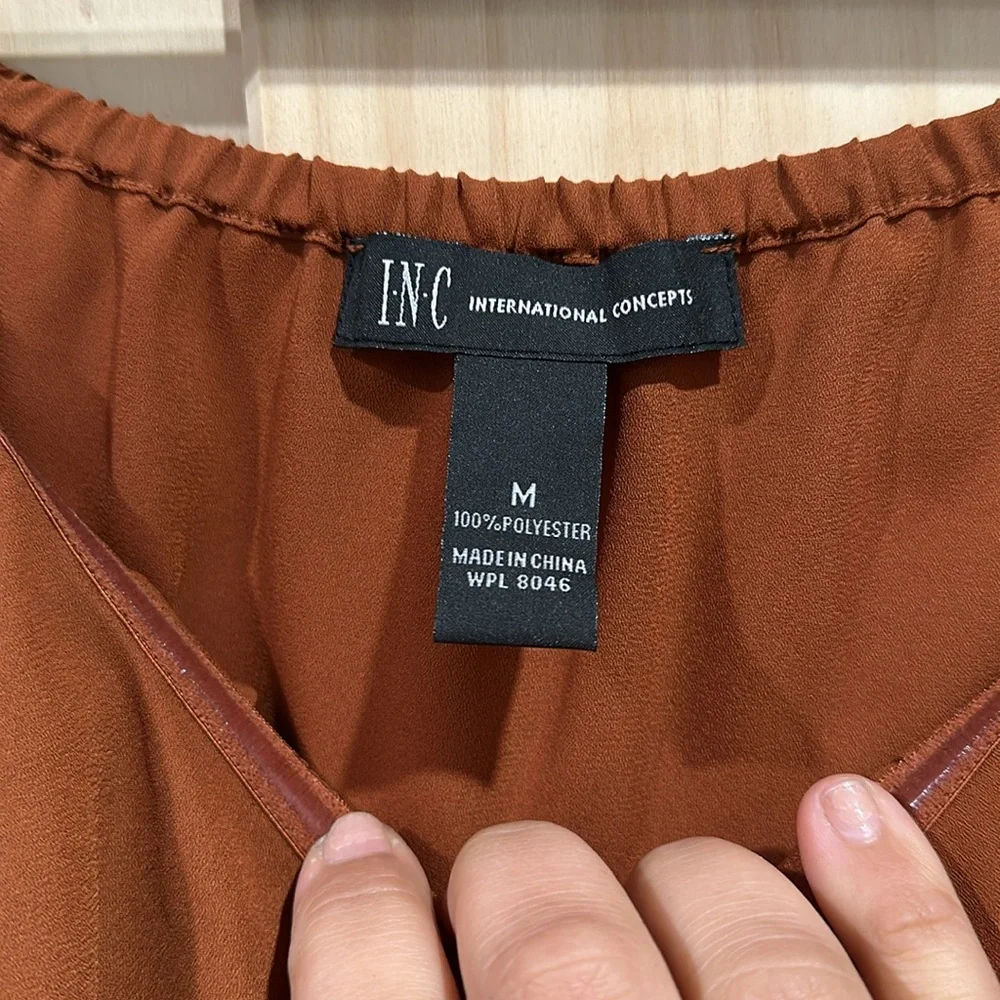 I·N·C INTERNATIONAL CONCEPTS
M
100%POLYESTER
MADE IN CHINA
WPL 8046